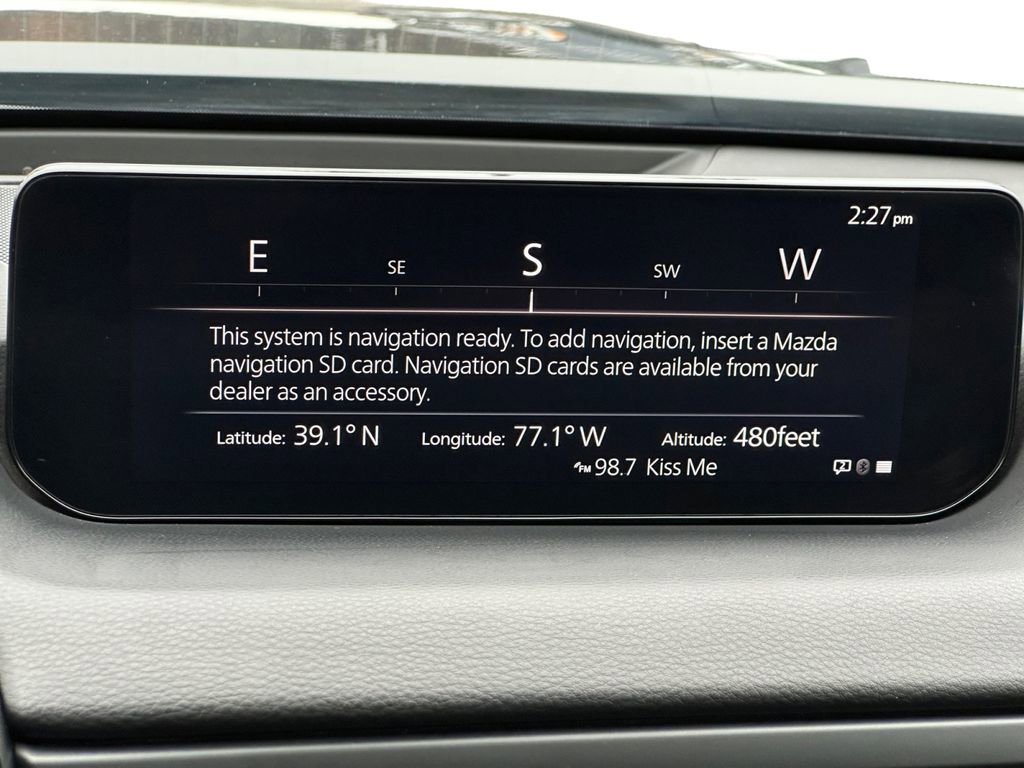 2:27pm
E SE S SW W
This system is navigation ready. To add navigation, insert a Mazda
navigation SD card. Navigation SD cards are available from your
dealer as an accessory.
Latitude: 39.1° N Longitude: 77.1° W Altitude: 480feet
FM 98.7 Kiss Me